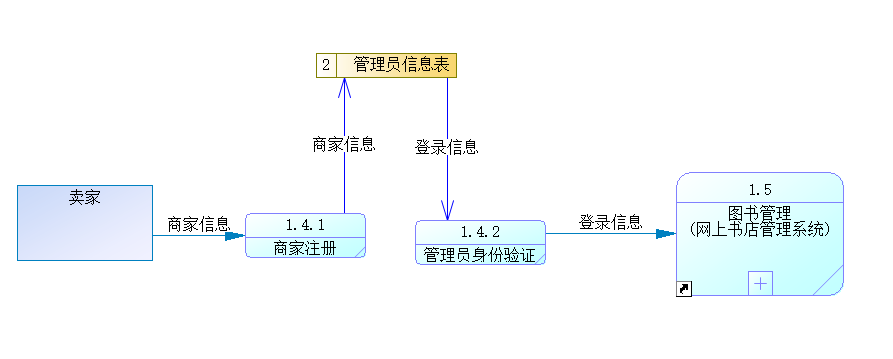 2 管理员信息表
商家信息
登录信息
卖家
商家信息
1.4.1
商家注册
1.4.2
管理员身份验证
登录信息
1.5
图书管理
(网上书店管理系统)